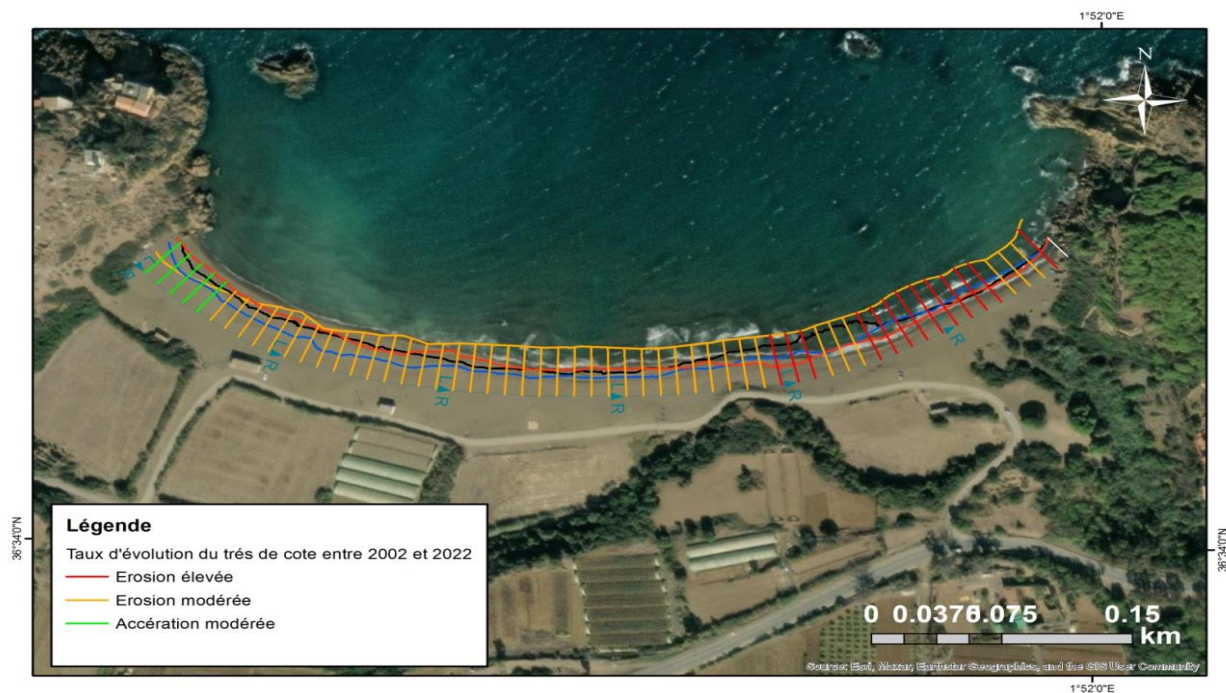 1°52'0"E
N
L R
L R
L R
L R
L R
R
36°34'0"N
36°34'0"N
Légende
Taux d'évolution du trés de cote entre 2002 et 2022
Erosion élevée
Erosion modérée
Accération modérée
0 0.0375 0.075 0.15
km
Source: Esri, Maxar, Earthstar Geographics, and the GIS User Community
1°52'0"E